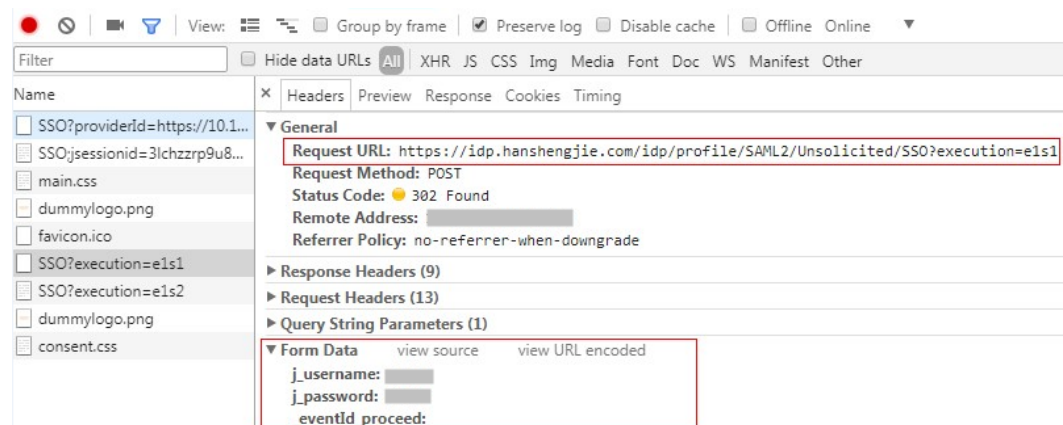 View: Group by frame Preserve log Disable cache Offline Online
Filter Hide data URLs All XHR JS CSS Img Media Font Doc WS Manifest Other
Name × Headers Preview Response Cookies Timing
SSO?providerId=https://10.1...
SSO;jsessionid=3lchzzrp9u8...
main.css
dummylogo.png
favicon.ico
SSO?execution=e1s1
SSO?execution=e1s2
dummylogo.png
consent.css
General
Request URL: https://idp.hanshengjie.com/idp/profile/SAML2/Unsolicited/SSO?execution=e1s1
Request Method: POST
Status Code: 302 Found
Remote Address:
Referrer Policy: no-referrer-when-downgrade
Response Headers (9)
Request Headers (13)
Query String Parameters (1)
Form Data view source view URL encoded
j_username:
j_password:
_eventId_proceed: